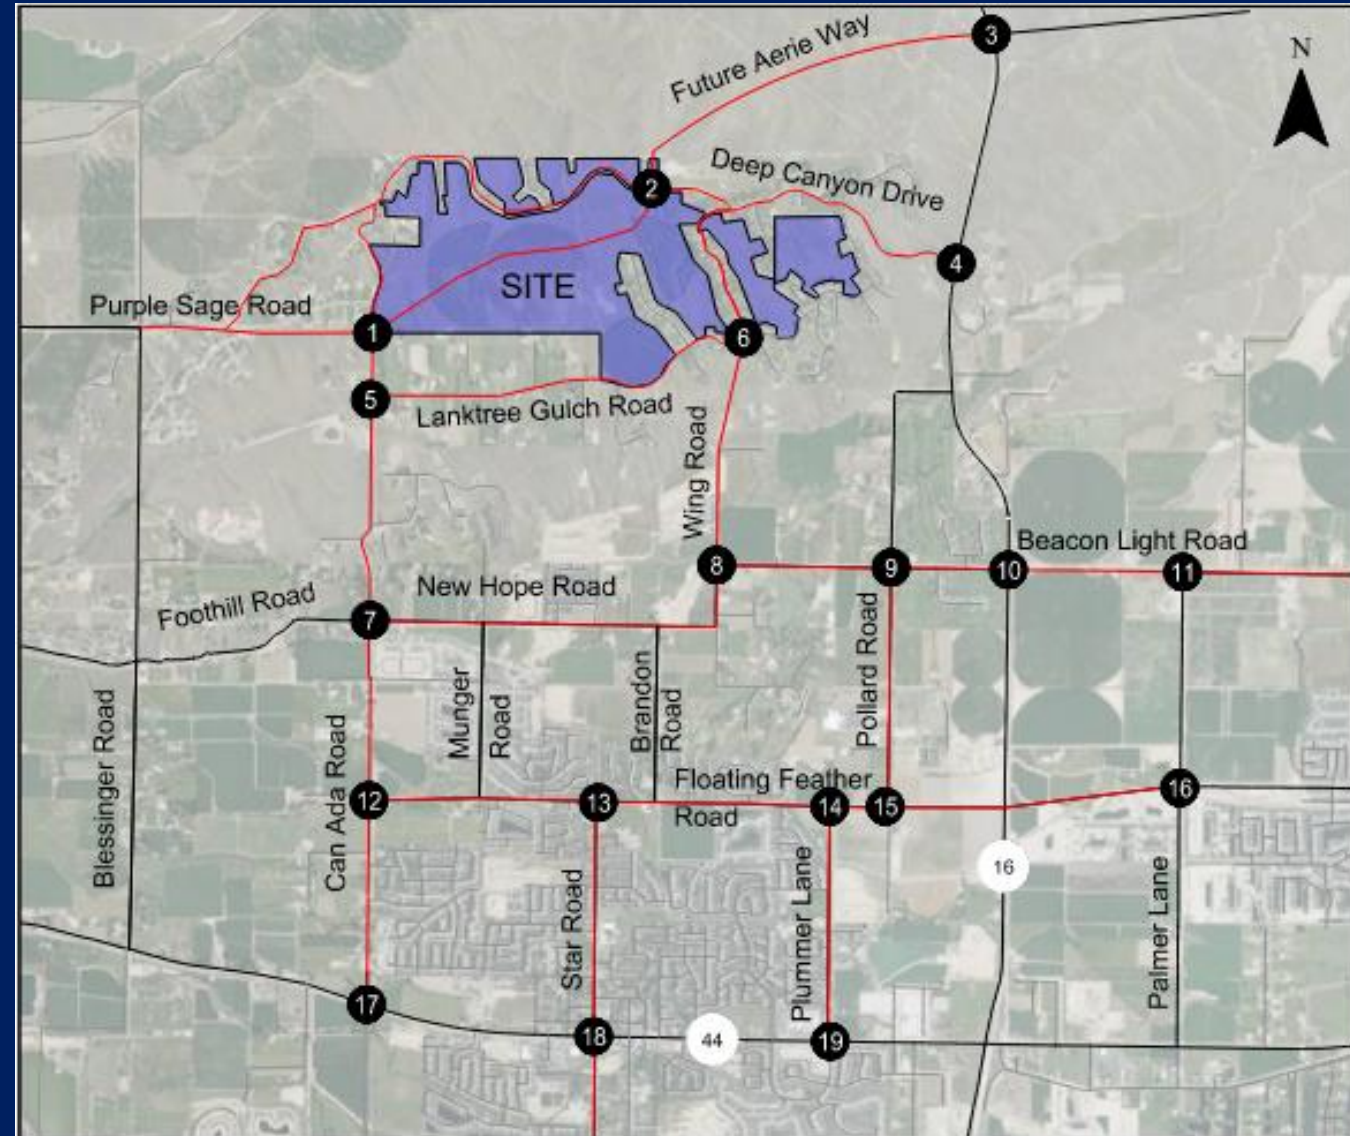 3
N
Future Aerie Way
Deep Canyon Drive
2
4
SITE
Purple Sage Road
1
6
5
Lanktree Gulch Road
Wing Road
8
9
10
Beacon Light Road
11
New Hope Road
Foothill Road
7
Munger
Road
Brandon
Road
Pollard Road
Blessinger Road
Can Ada Road
Floating Feather
Road
12
13
14
15
16
16
Star Road
Plummer Lane
Palmer Lane
17
18
44
19